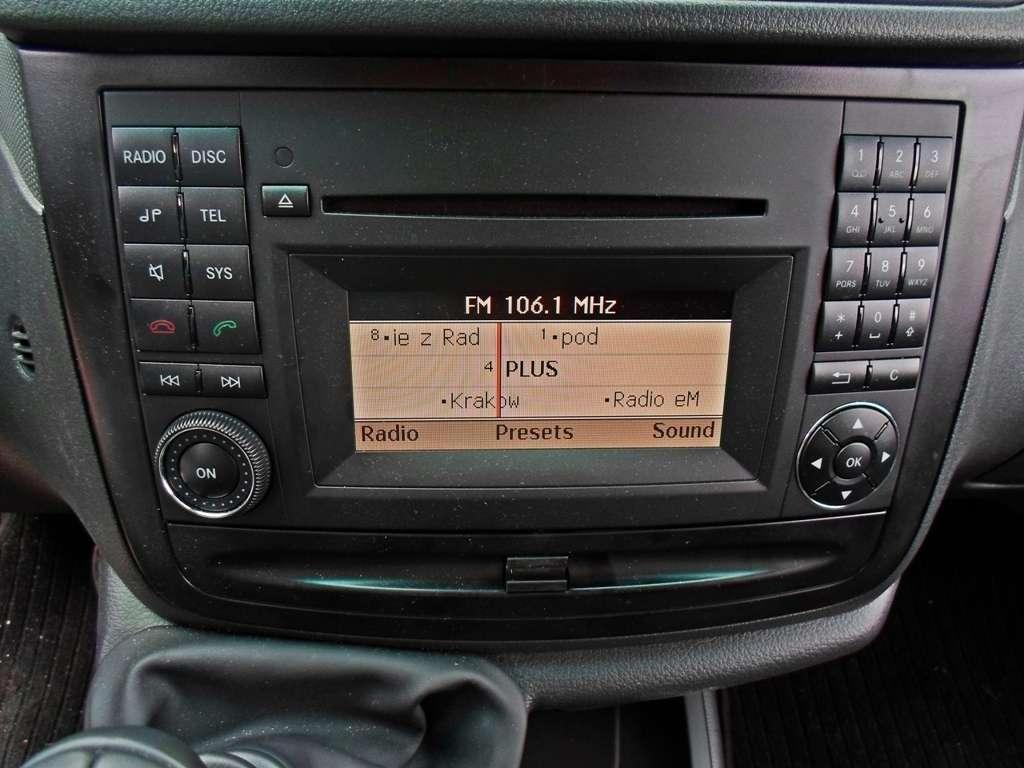 RADIO DISC
TEL
SYS
ON
FM 106.1 MHz
8 ie z Rad 1 pod
4 PLUS
Krakow Radio eM
Radio Presets Sound
1 2 ABC 3 DEF
4 GHI 5 JKL 6 MNO
7 PQRS 8 TUV 9 WXYZ
* + 0 #
C
OK